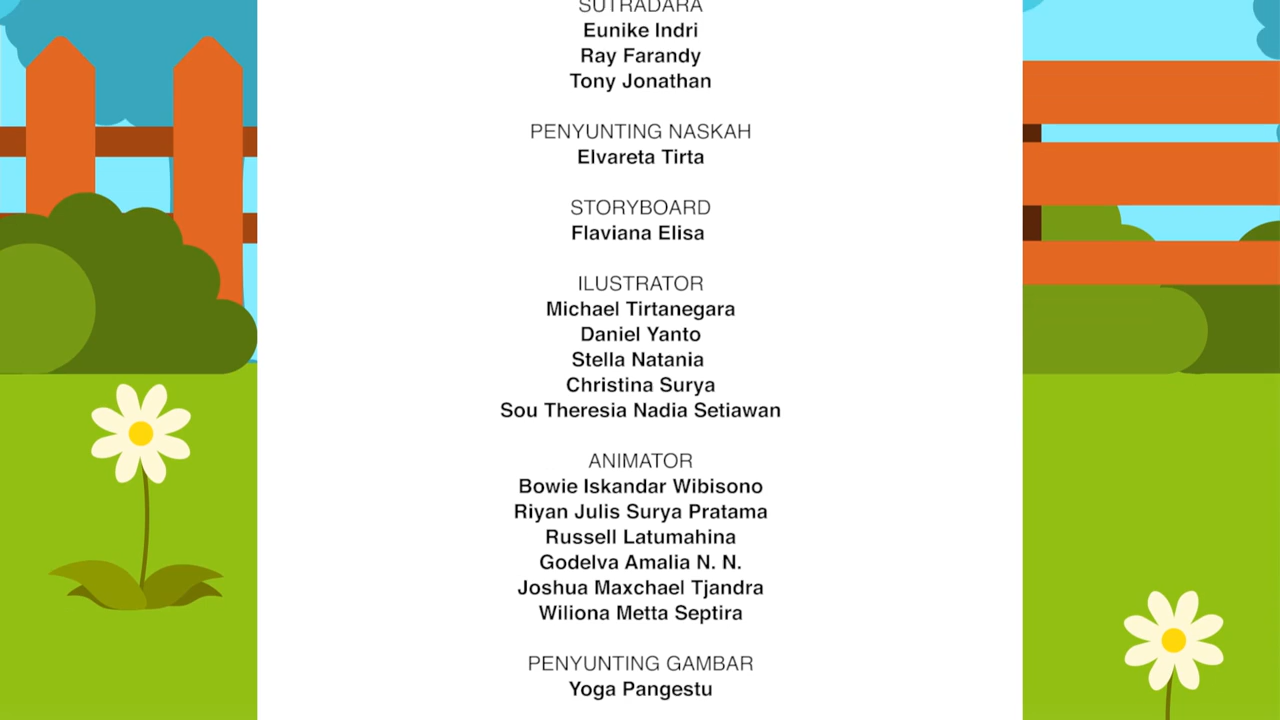 SUTRADARA
Eunike Indri
Ray Farandy
Tony Jonathan
PENYUNTING NASKAH
Elvareta Tirta
STORYBOARD
Flaviana Elisa
ILUSTRATOR
Michael Tirtanegara
Daniel Yanto
Stella Natania
Christina Surya
Sou Theresia Nadia Setiawan
ANIMATOR
Bowie Iskandar Wibisono
Riyan Julis Surya Pratama
Russell Latumahina
Godelva Amalia N. N.
Joshua Maxchael Tjandra
Wiliona Metta Septira
PENYUNTING GAMBAR
Yoga Pangestu